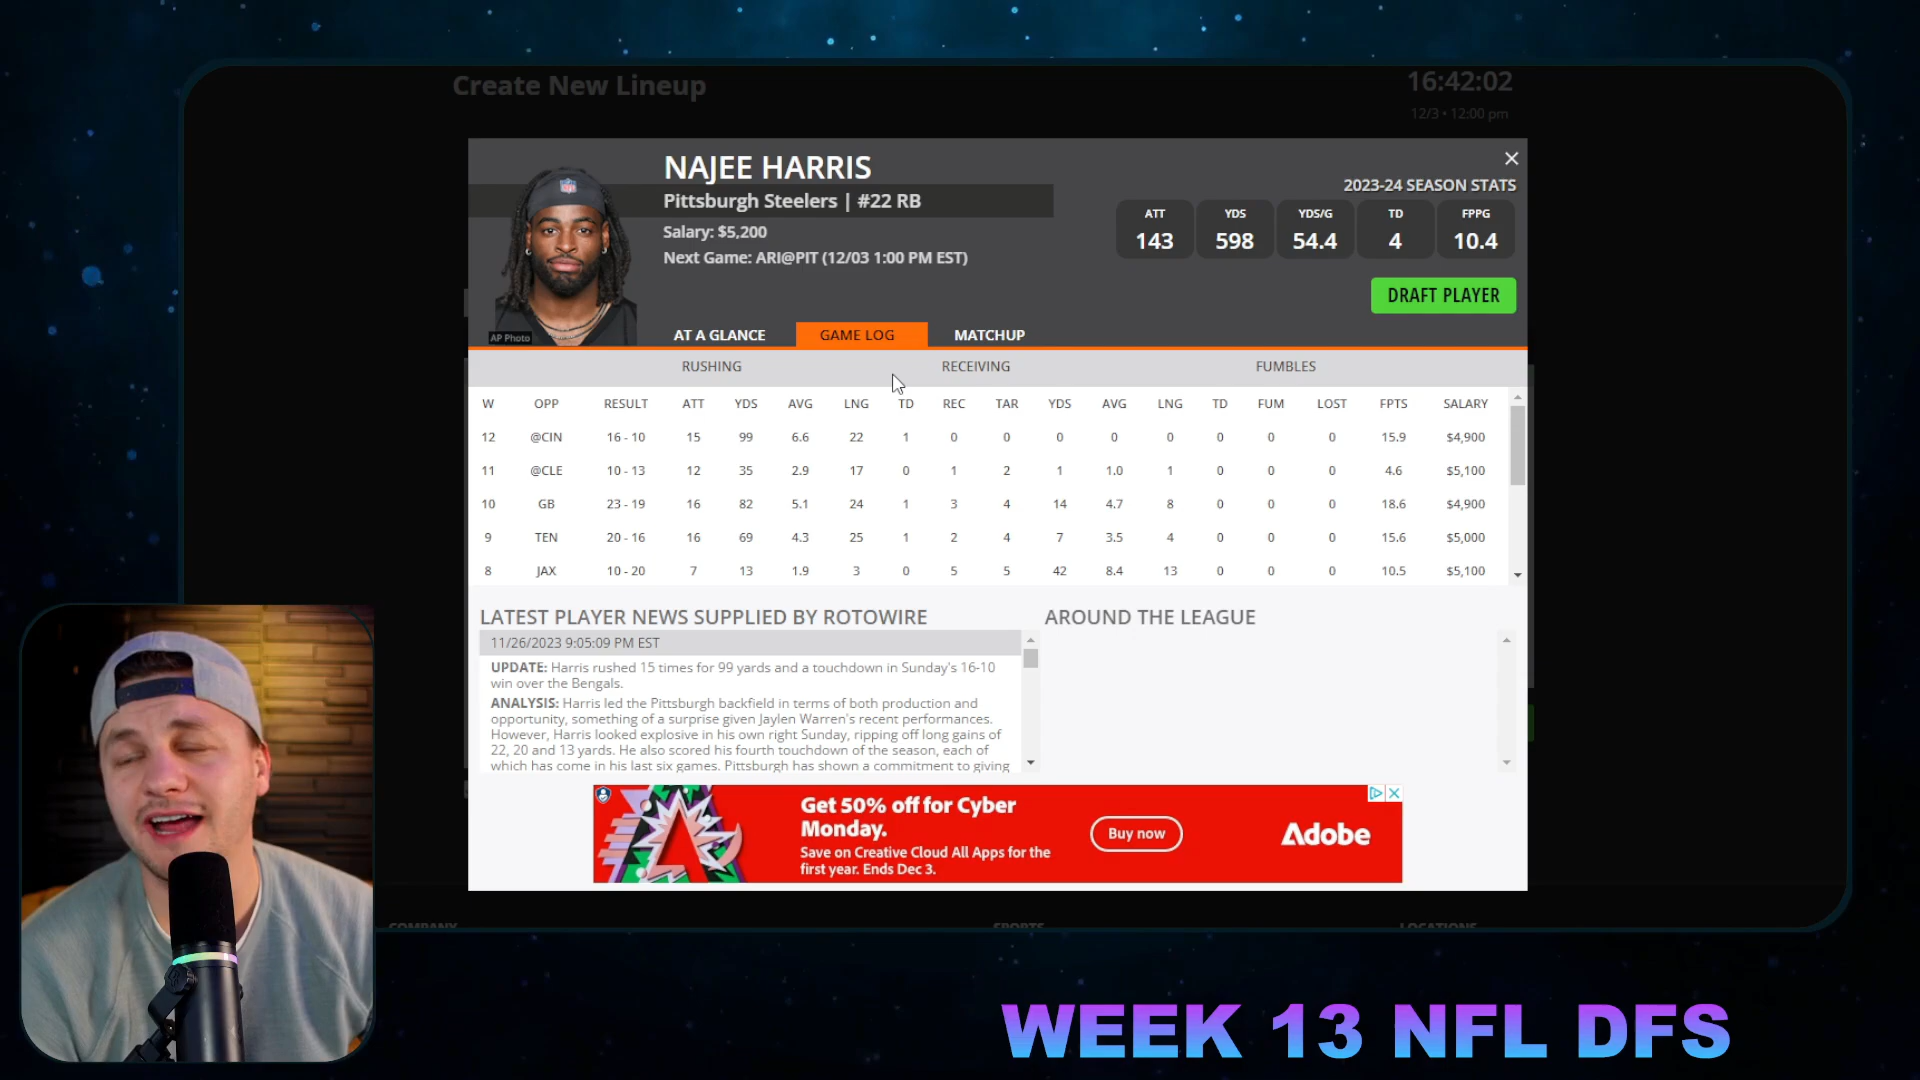 Create New Lineup
16:42:02
12/3 • 12:00 pm
NAJEE HARRIS
Pittsburgh Steelers | #22 RB
Salary: $5,200
Next Game: ARI@PIT (12/03 1:00 PM EST)
AP Photo
2023-24 SEASON STATS
ATT YDS YDS/G TD FPPG
143 598 54.4 4 10.4
DRAFT PLAYER
AT A GLANCE GAME LOG MATCHUP
RUSHING RECEIVING FUMBLES
W OPP RESULT ATT YDS AVG LNG TD REC TAR YDS AVG LNG TD FUM LOST FPTS SALARY
12 @CIN 16 - 10 15 99 6.6 22 1 0 0 0 0 0 0 0 0 15.9 $4,900
11 @CLE 10 - 13 12 35 2.9 17 0 1 2 1 1.0 1 0 0 0 4.6 $5,100
10 GB 23 - 19 16 82 5.1 24 1 3 4 14 4.7 8 0 0 0 18.6 $4,900
9 TEN 20 - 16 16 69 4.3 25 1 2 4 7 3.5 4 0 0 0 15.6 $5,000
8 JAX 10 - 20 7 13 1.9 3 0 5 5 42 8.4 13 0 0 0 10.5 $5,100
LATEST PLAYER NEWS SUPPLIED BY ROTOWIRE
11/26/2023 9:05:09 PM EST
UPDATE: Harris rushed 15 times for 99 yards and a touchdown in Sunday's 16-10
win over the Bengals.
ANALYSIS: Harris led the Pittsburgh backfield in terms of both production and
opportunity, something of a surprise given Jaylen Warren's recent performances.
However, Harris looked explosive in his own right Sunday, ripping off long gains of
22, 20 and 13 yards. He also scored his fourth touchdown of the season, each of
which has come in his last six games. Pittsburgh has shown a commitment to giving
AROUND THE LEAGUE
Get 50% off for Cyber
Monday.
Save on Creative Cloud All Apps for the
first year. Ends Dec 3.
Buy now
Adobe
COMPANY SPORTS LOCATIONS
WEEK 13 NFL DFS